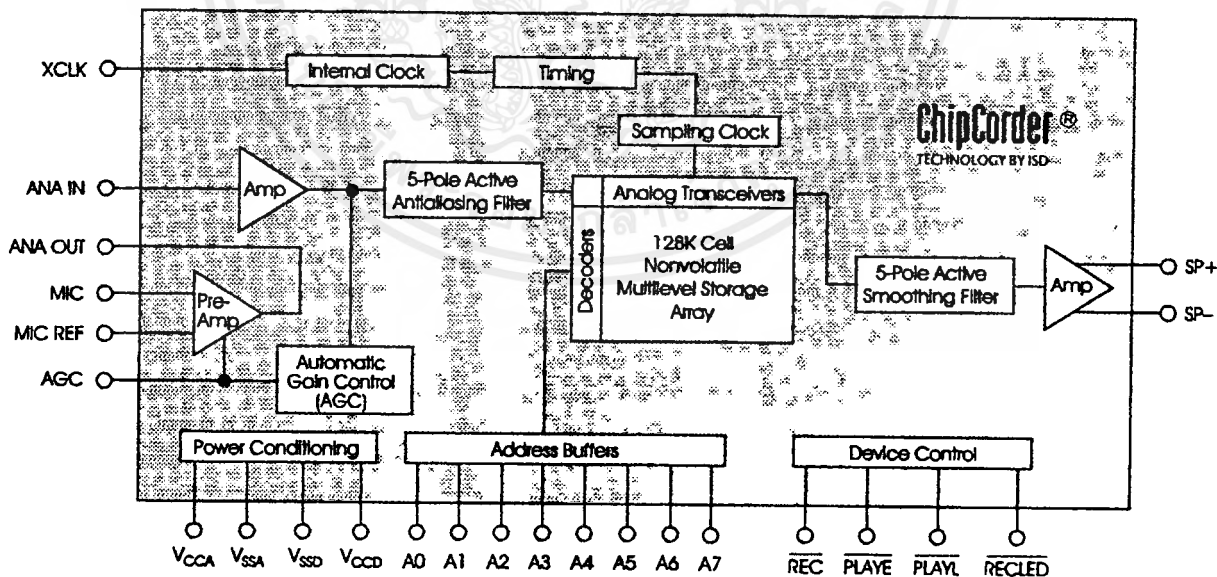 XCLK
Internal Clock
Timing
Sampling Clock
ChipCorder®
TECHNOLOGY BY ISD
ANA IN
Amp
5-Pole Active
Antialiasing Filter
Analog Transceivers
Decoders
128K Cell
Nonvolatile
Multilevel Storage
Array
ANA OUT
MIC
MIC REF
Pre-
Amp
AGC
Automatic
Gain Control
(AGC)
5-Pole Active
Smoothing Filter
Amp
SP+
SP–
Power Conditioning
Address Buffers
Device Control
VCCA VSSA VSSD VCCD A0 A1 A2 A3 A4 A5 A6 A7 REC PLAYE PLAYL RECLED